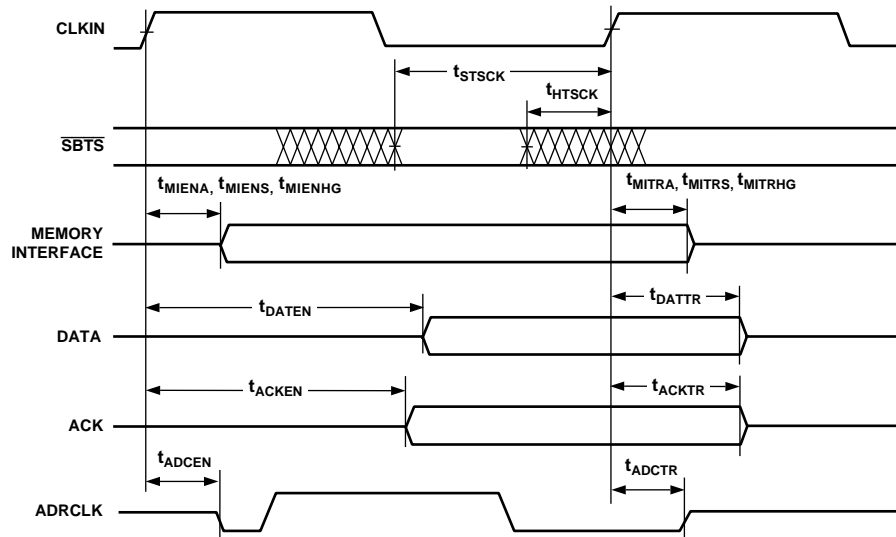 CLKIN
tSTSCK
tHTSCK
SBTS
tMIENA, tMIENS, tMIENHG
tMITRA, tMITRS, tMITRHG
MEMORY
INTERFACE
tDATEN
tDATTR
DATA
tACKEN
tACKTR
ACK
tADCEN
tADCTR
ADRCLK